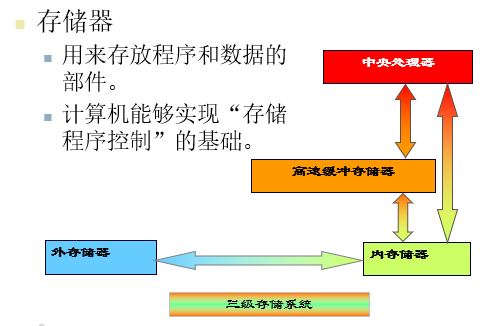 存储器
用来存放程序和数据的
部件。
计算机能够实现“存储
程序控制”的基础。
中央处理器
高速缓冲存储器
外存储器
内存储器
三级存储系统